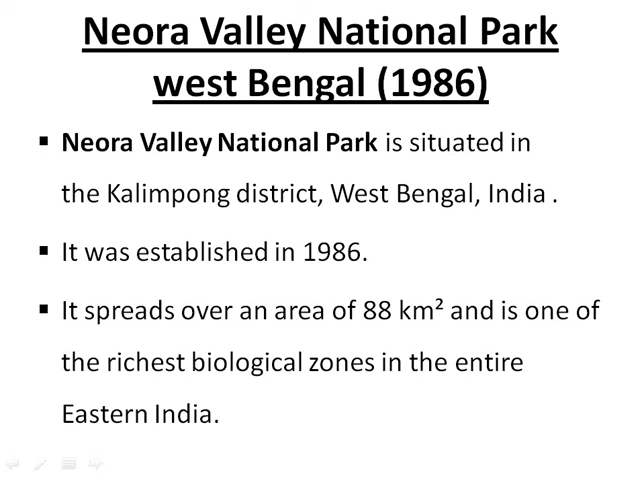 Neora Valley National Park
west Bengal (1986)
▪ Neora Valley National Park is situated in
the Kalimpong district, West Bengal, India .
▪ It was established in 1986.
▪ It spreads over an area of 88 km² and is one of
the richest biological zones in the entire
Eastern India.